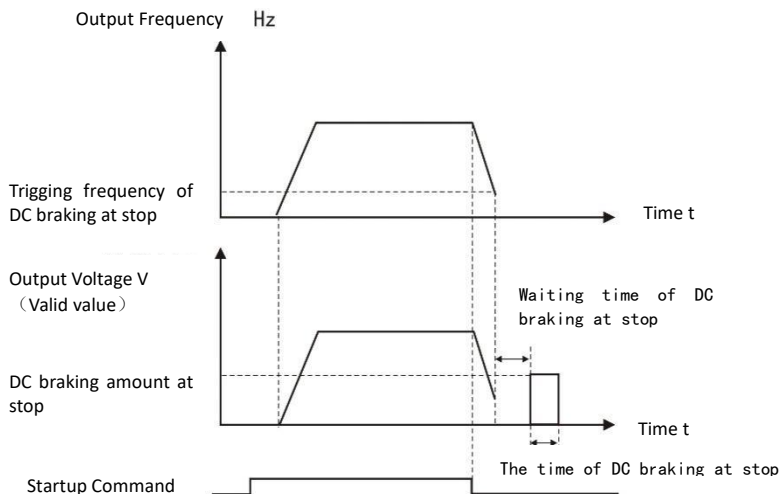 Output Frequency Hz
Trigging frequency of
DC braking at stop
Time t
Output Voltage V
（Valid value）
Waiting time of DC
braking at stop
DC braking amount at
stop
Time t
The time of DC braking at stop
Startup Command